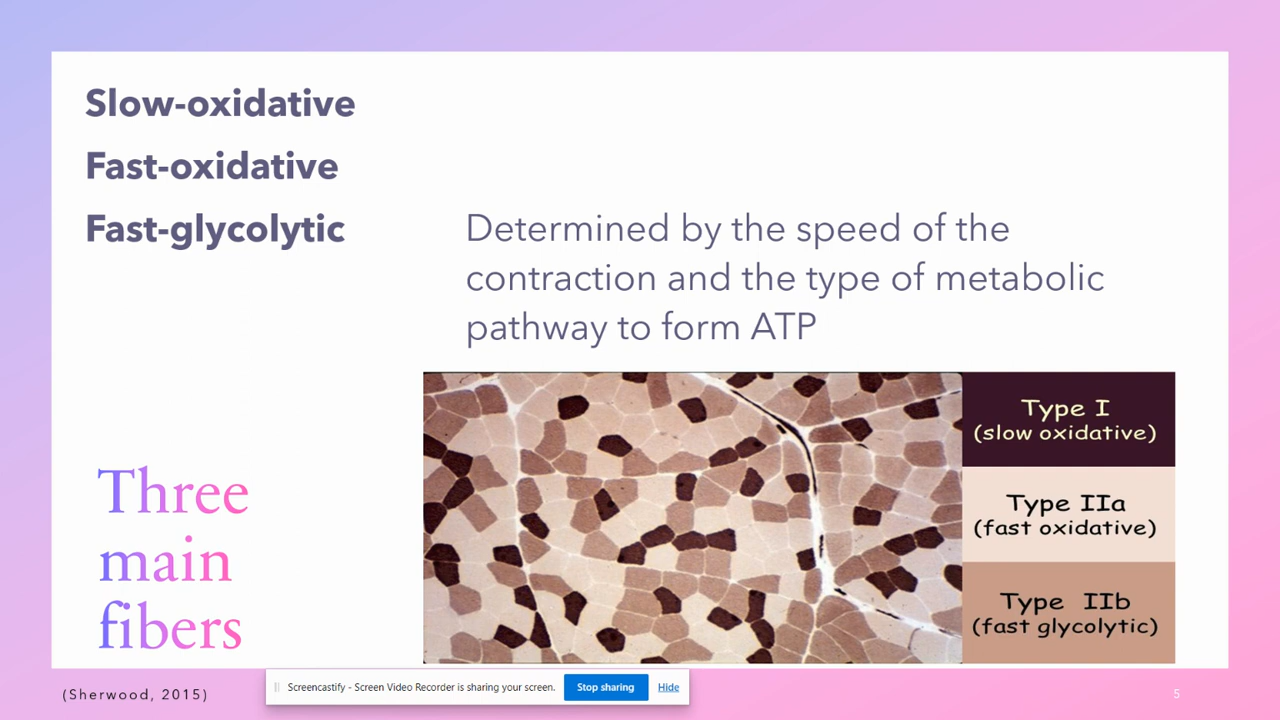 Slow-oxidative
Fast-oxidative
Fast-glycolytic
Determined by the speed of the
contraction and the type of metabolic
pathway to form ATP
Type I
(slow oxidative)
Type IIa
(fast oxidative)
Type IIb
(fast glycolytic)
Three
main
fibers
(Sherwood, 2015)
Screencastify - Screen Video Recorder is sharing your screen.
Stop sharing
Hide
5